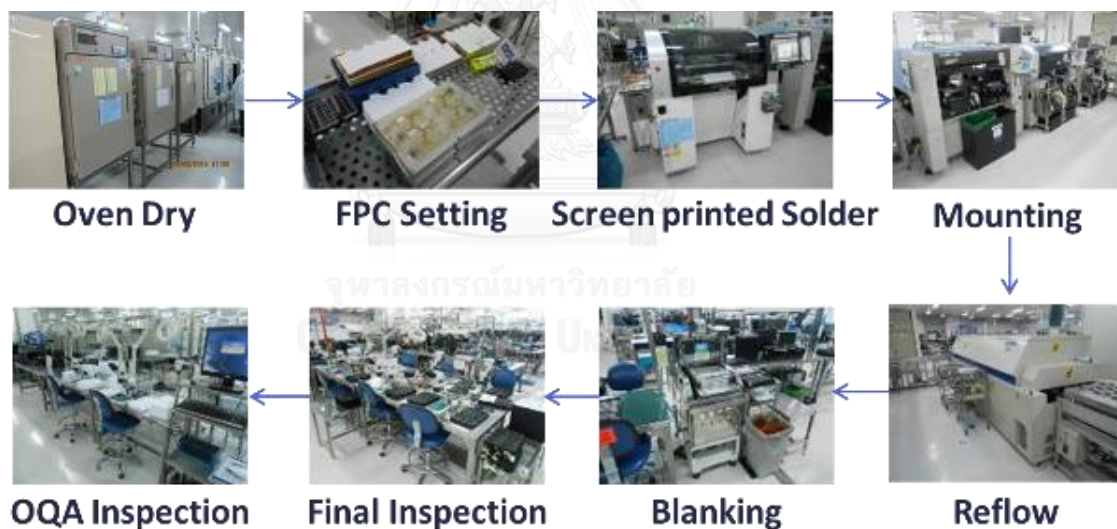 Oven Dry
FPC Setting
Screen printed Solder
Mounting
จุฬาลงกรณ์มหาวิทยาลัย
OQA Inspection
Final Inspection
Blanking
Reflow